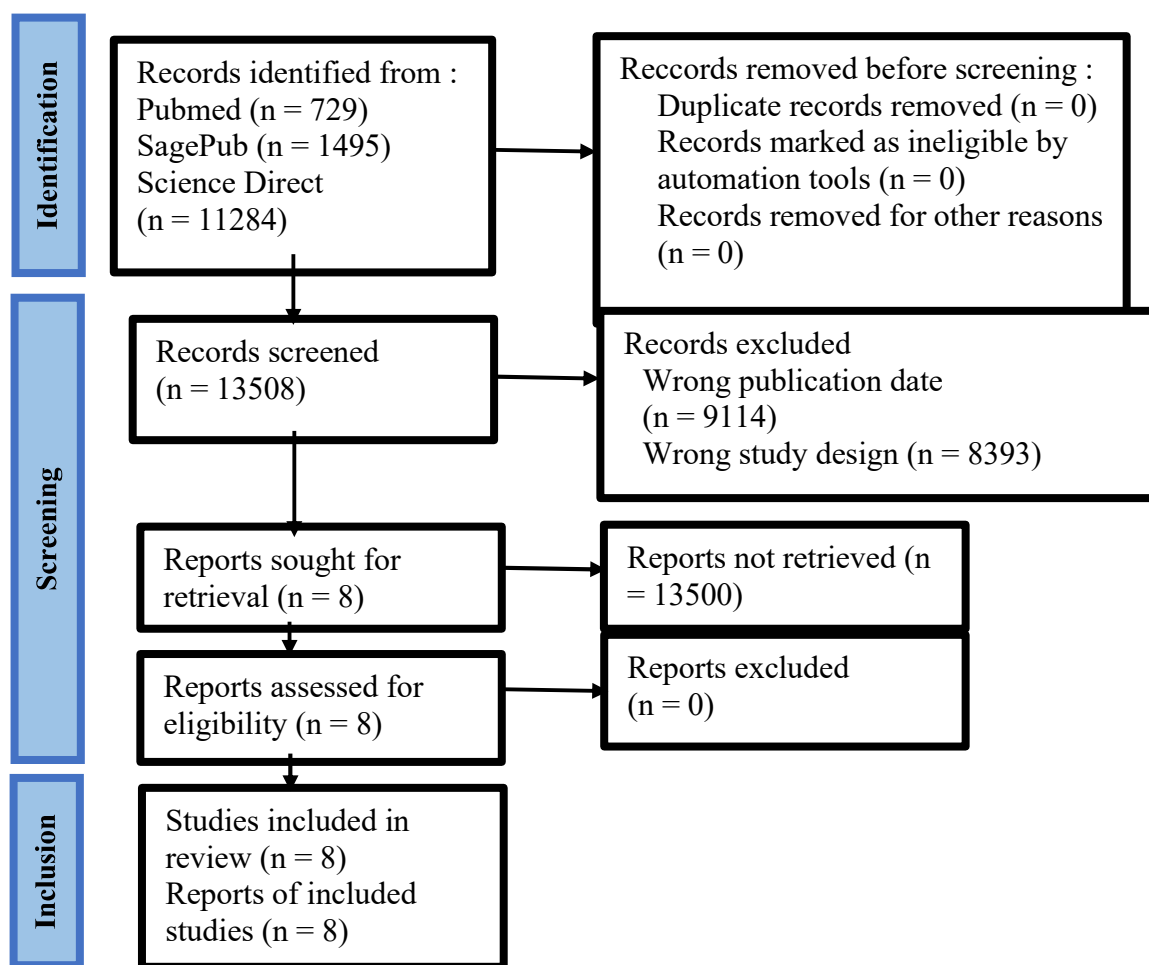 Identification
Records identified from :
Pubmed (n = 729)
SagePub (n = 1495)
Science Direct
(n = 11284)
Reccords removed before screening :
Duplicate records removed (n = 0)
Records marked as ineligible by
automation tools (n = 0)
Records removed for other reasons
(n = 0)
Screening
Records screened
(n = 13508)
Records excluded
Wrong publication date
(n = 9114)
Wrong study design (n = 8393)
Reports sought for
retrieval (n = 8)
Reports not retrieved (n
= 13500)
Reports assessed for
eligibility (n = 8)
Reports excluded
(n = 0)
Inclusion
Studies included in
review (n = 8)
Reports of included
studies (n = 8)